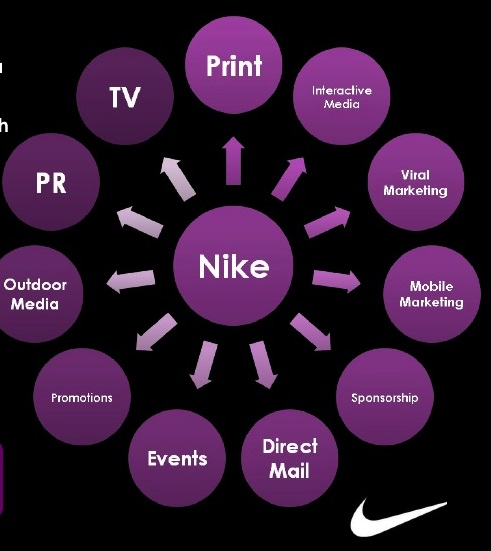 Print
TV
Interactive
Media
PR
Viral
Marketing
Nike
Outdoor
Media
Mobile
Marketing
Promotions
Sponsorship
Events
Direct
Mail